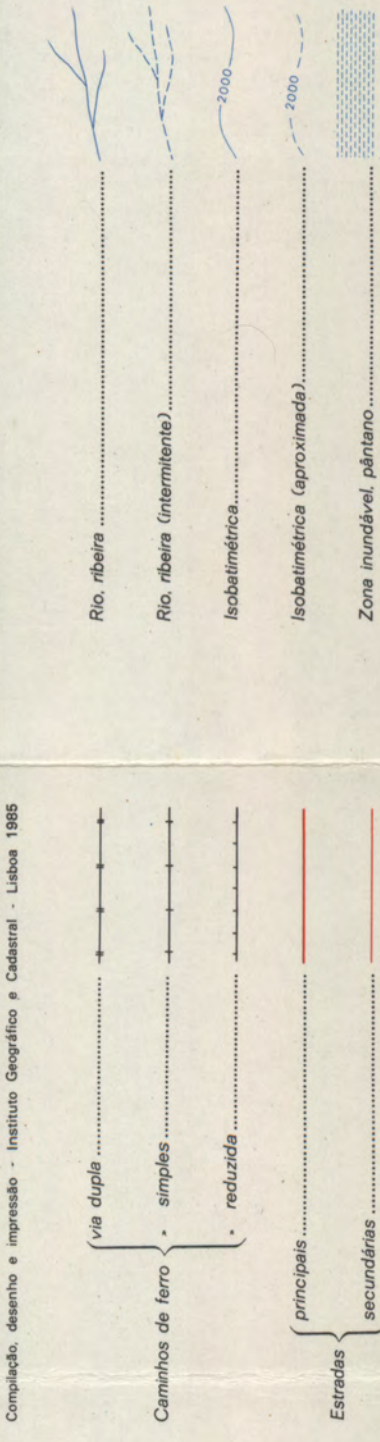 Compilação, desenho e impressão - Instituto Geográfico e Cadastral - Lisboa 1985
Caminhos de ferro
via dupla
" simples
" reduzida
Estradas
principais
secundárias
Rio, ribeira
Rio, ribeira (intermitente)
Isobatimétrica
2000
Isobatimétrica (aproximada)
2000
Zona inundável, pântano